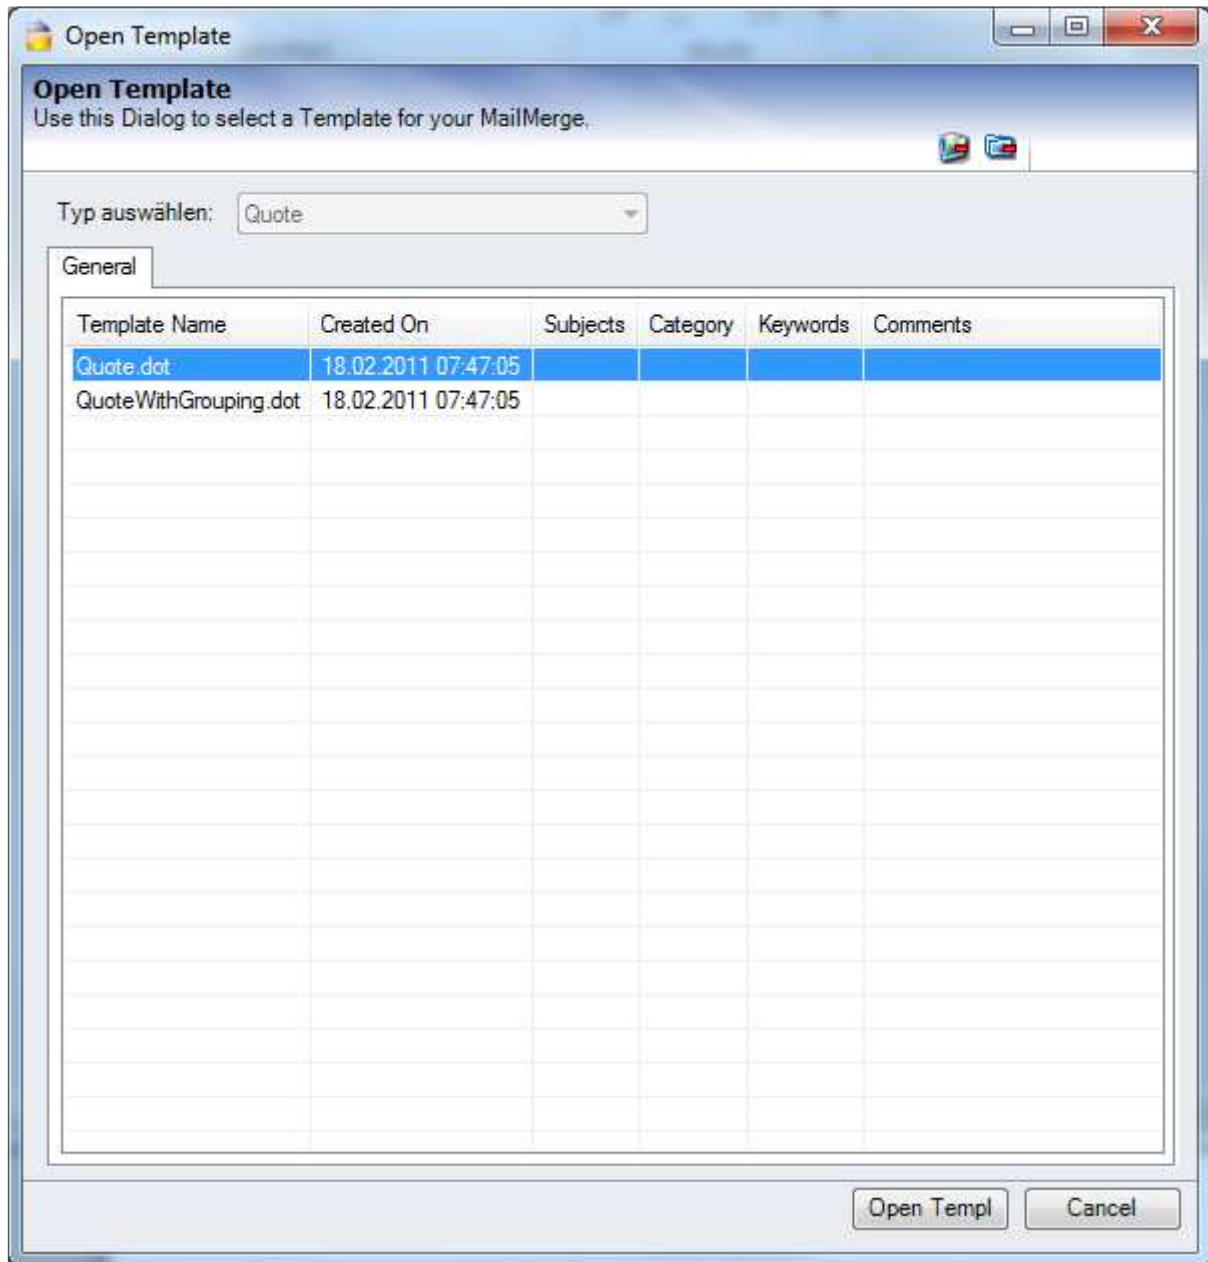 Open Template
Open Template
Use this Dialog to select a Template for your MailMerge.
Typ auswählen: Quote
General
Template Name Created On Subjects Category Keywords Comments
Quote.dot 18.02.2011 07:47:05
QuoteWithGrouping.dot 18.02.2011 07:47:05
Open Templ Cancel